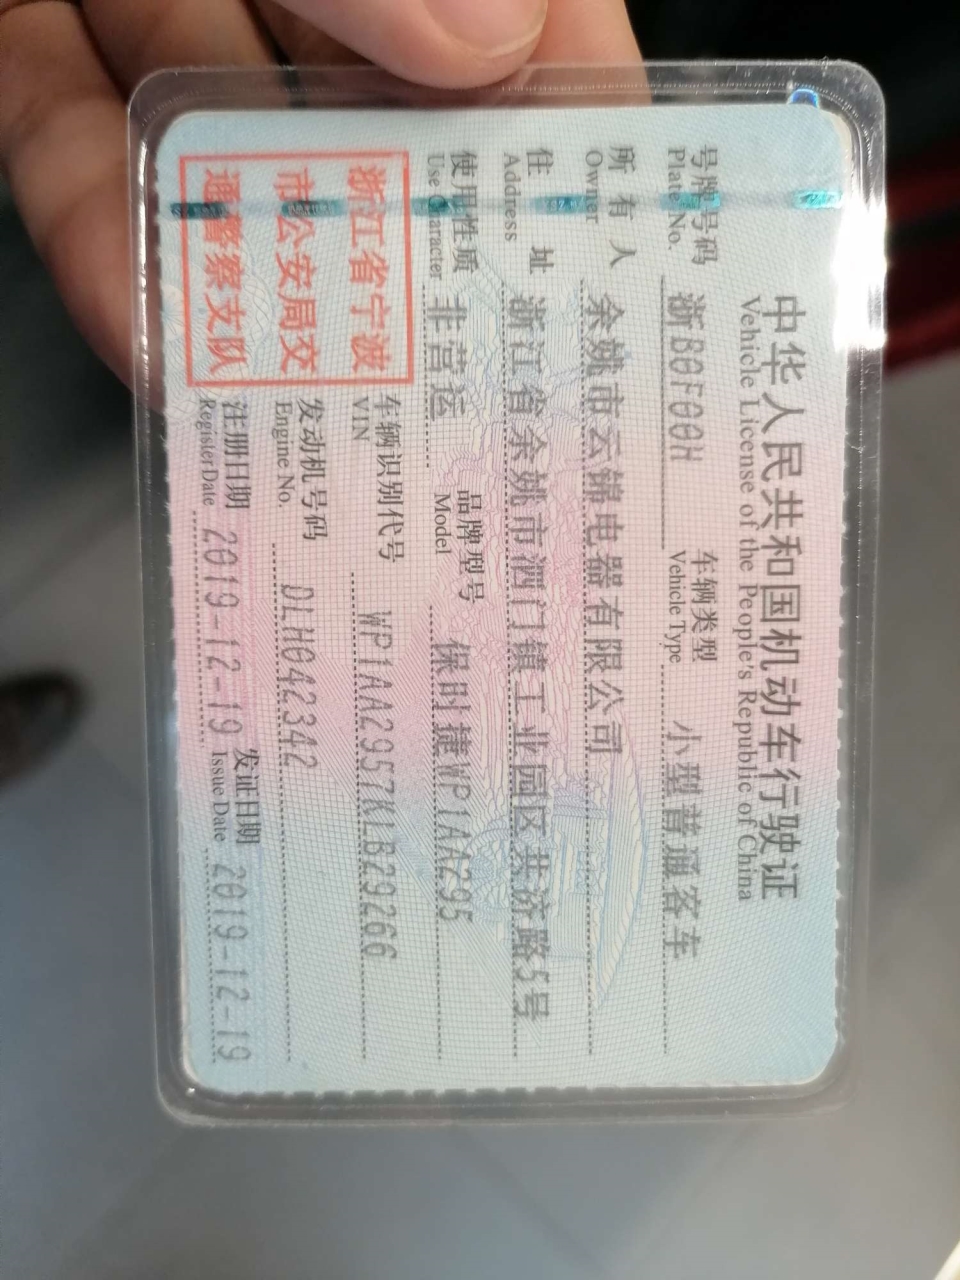 中华人民共和国机动车行驶证
Vehicle License of the People's Republic of China
号牌号码 浙B0F00H 车辆类型 小型普通客车
Plate No. Vehicle Type
所有人 余姚市云锦电器有限公司
Owner
住址 浙江省余姚市泗门镇工业园区共济路5号
Address
使用性质 非营运 品牌型号 保时捷WP1AA295
Use Character Model
浙江省宁波
市公安局交
通警察支队
车辆识别代号 WP1AA2957KLB29266
VIN
发动机号码 DLH042342
Engine No.
注册日期 2019-12-19 发证日期 2019-12-19
Register Date Issue Date